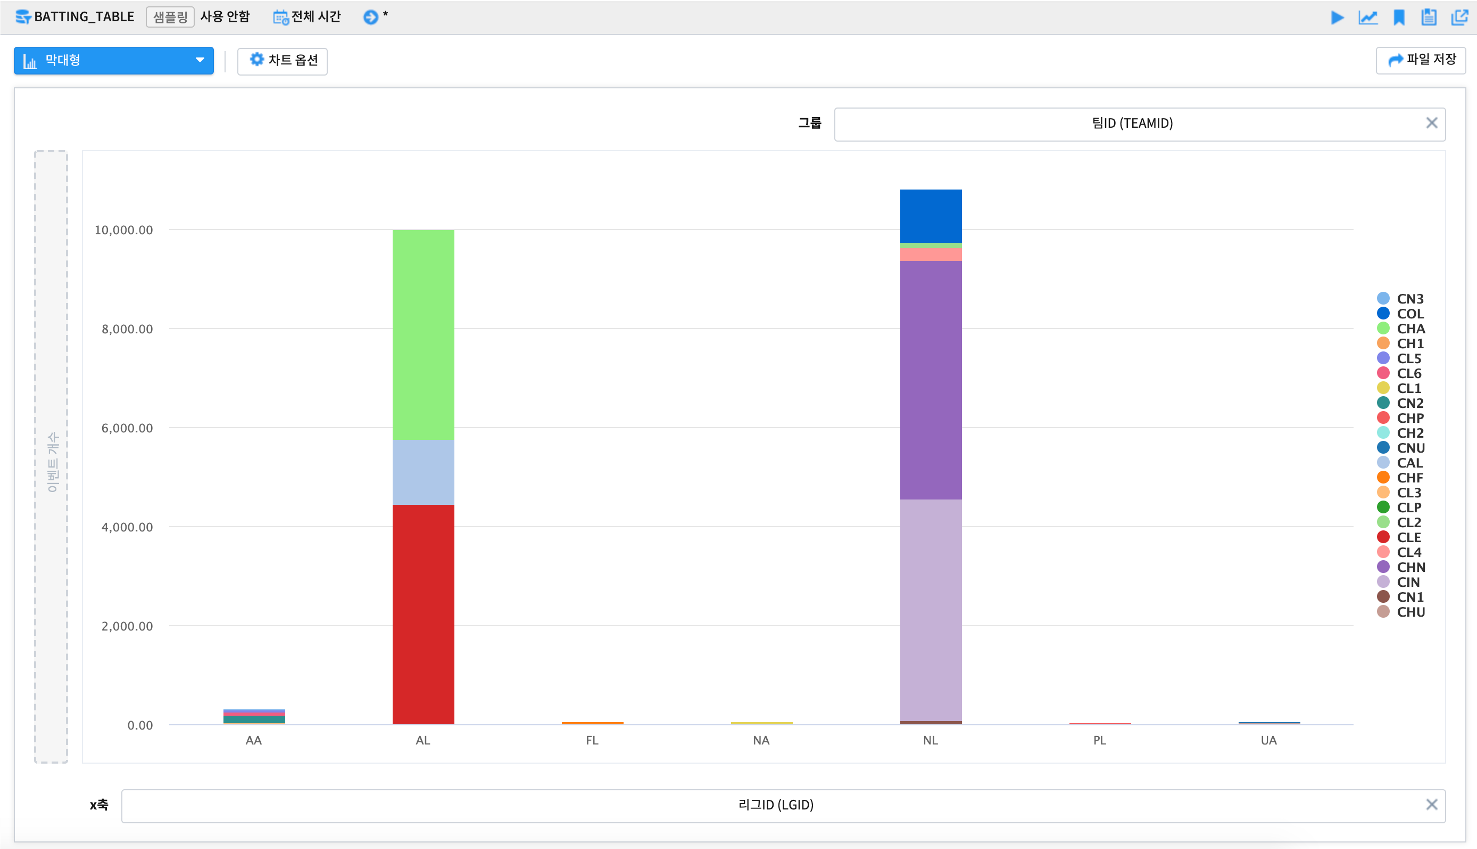 BATTING_TABLE 샘플링 사용 안함 전체 시간 *
막대형 차트 옵션 파일 저장
그룹 팀ID (TEAMID)
이벤트 개수
10,000.00
8,000.00
6,000.00
4,000.00
2,000.00
0.00
AA AL FL NA NL PL UA
CN3
COL
CHA
CH1
CL5
CL6
CL1
CN2
CHP
CH2
CNU
CAL
CHF
CL3
CLP
CL2
CLE
CL4
CHN
CIN
CN1
CHU
x축 리그ID (LGID)